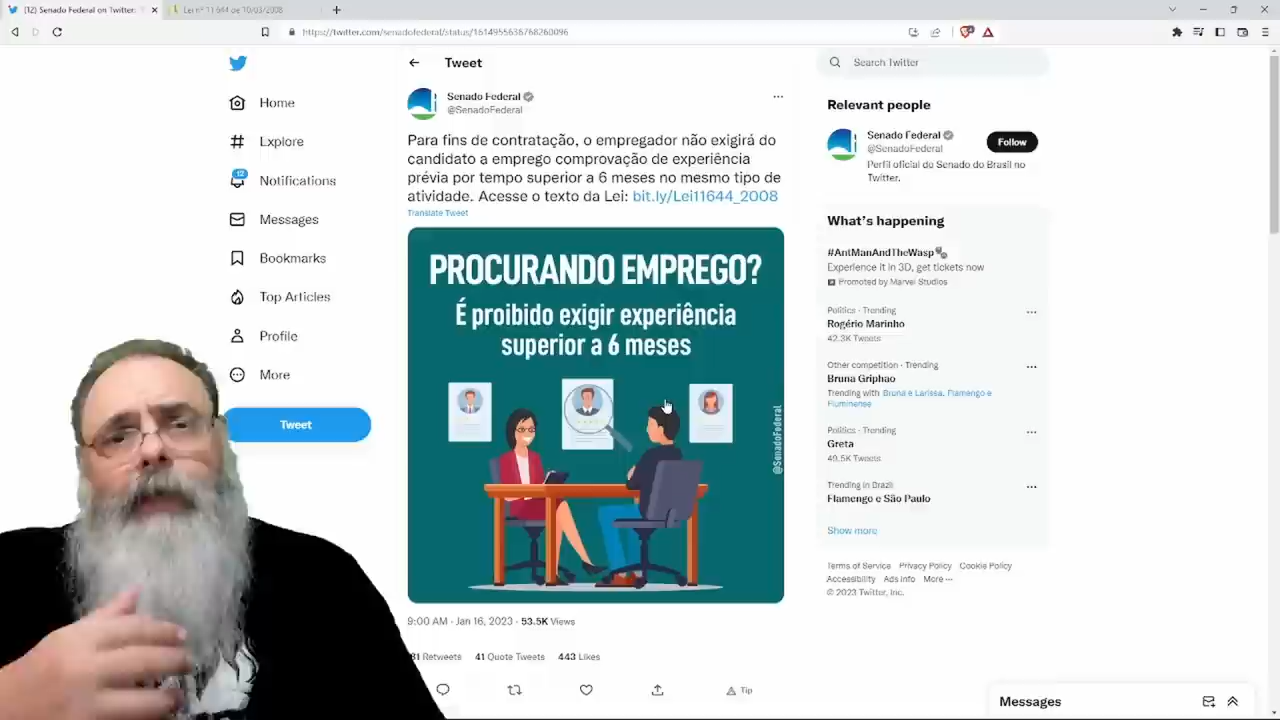 (12) Senado Federal on Twitter:
Lei nº 11.644 de 10/03/2008
https://twitter.com/senadofederal/status/1614955636768260096
Home
Explore
12
Notifications
Messages
Bookmarks
Top Articles
Profile
More
Tweet
Tweet
Senado Federal
@SenadoFederal
Para fins de contratação, o empregador não exigirá do
candidato a emprego comprovação de experiência
prévia por tempo superior a 6 meses no mesmo tipo de
atividade. Acesse o texto da Lei: bit.ly/Lei11644_2008
Translate Tweet
PROCURANDO EMPREGO?
É proibido exigir experiência
superior a 6 meses
@SenadoFederal
9:00 AM · Jan 16, 2023 · 53.5K Views
Retweets 41 Quote Tweets 443 Likes
Tip
Search Twitter
Relevant people
Senado Federal
@SenadoFederal
Follow
Perfil oficial do Senado do Brasil no
Twitter.
What's happening
#AntManAndTheWasp
Experience it in 3D, get tickets now
Promoted by Marvel Studios
Politics · Trending
Rogério Marinho
42.3K Tweets
Other competition · Trending
Bruna Griphao
Trending with Bruna e Larissa, Flamengo e
Fluminense
Politics · Trending
Greta
49.5K Tweets
Trending in Brazil
Flamengo e São Paulo
Show more
Terms of Service Privacy Policy Cookie Policy
Accessibility Ads info More ···
© 2023 Twitter, Inc.
Messages